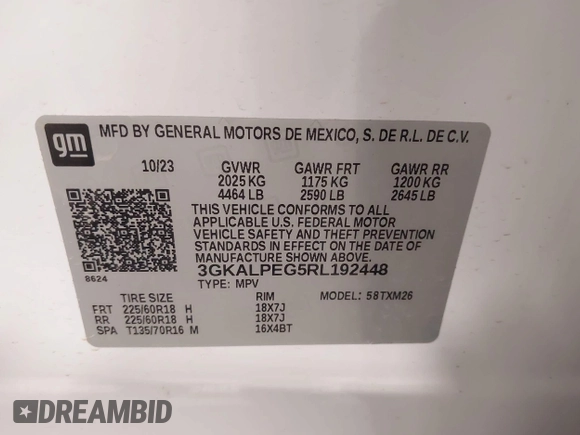 gm
MFD BY GENERAL MOTORS DE MEXICO, S. DE R.L. DE C.V.
10/23 GVWR GAWR FRT GAWR RR
2025 KG 1175 KG 1200 KG
4464 LB 2590 LB 2645 LB
THIS VEHICLE CONFORMS TO ALL
APPLICABLE U.S. FEDERAL MOTOR
VEHICLE SAFETY AND THEFT PREVENTION
STANDARDS IN EFFECT ON THE DATE OF
MANUFACTURE SHOWN ABOVE.
8624 3GKALPEG5RL192448
TYPE: MPV MODEL: 58TXM26
TIRE SIZE RIM
FRT 225/60R18 H 18X7J
RR 225/60R18 H 18X7J
SPA T135/70R16 M 16X4BT
DREAMBID